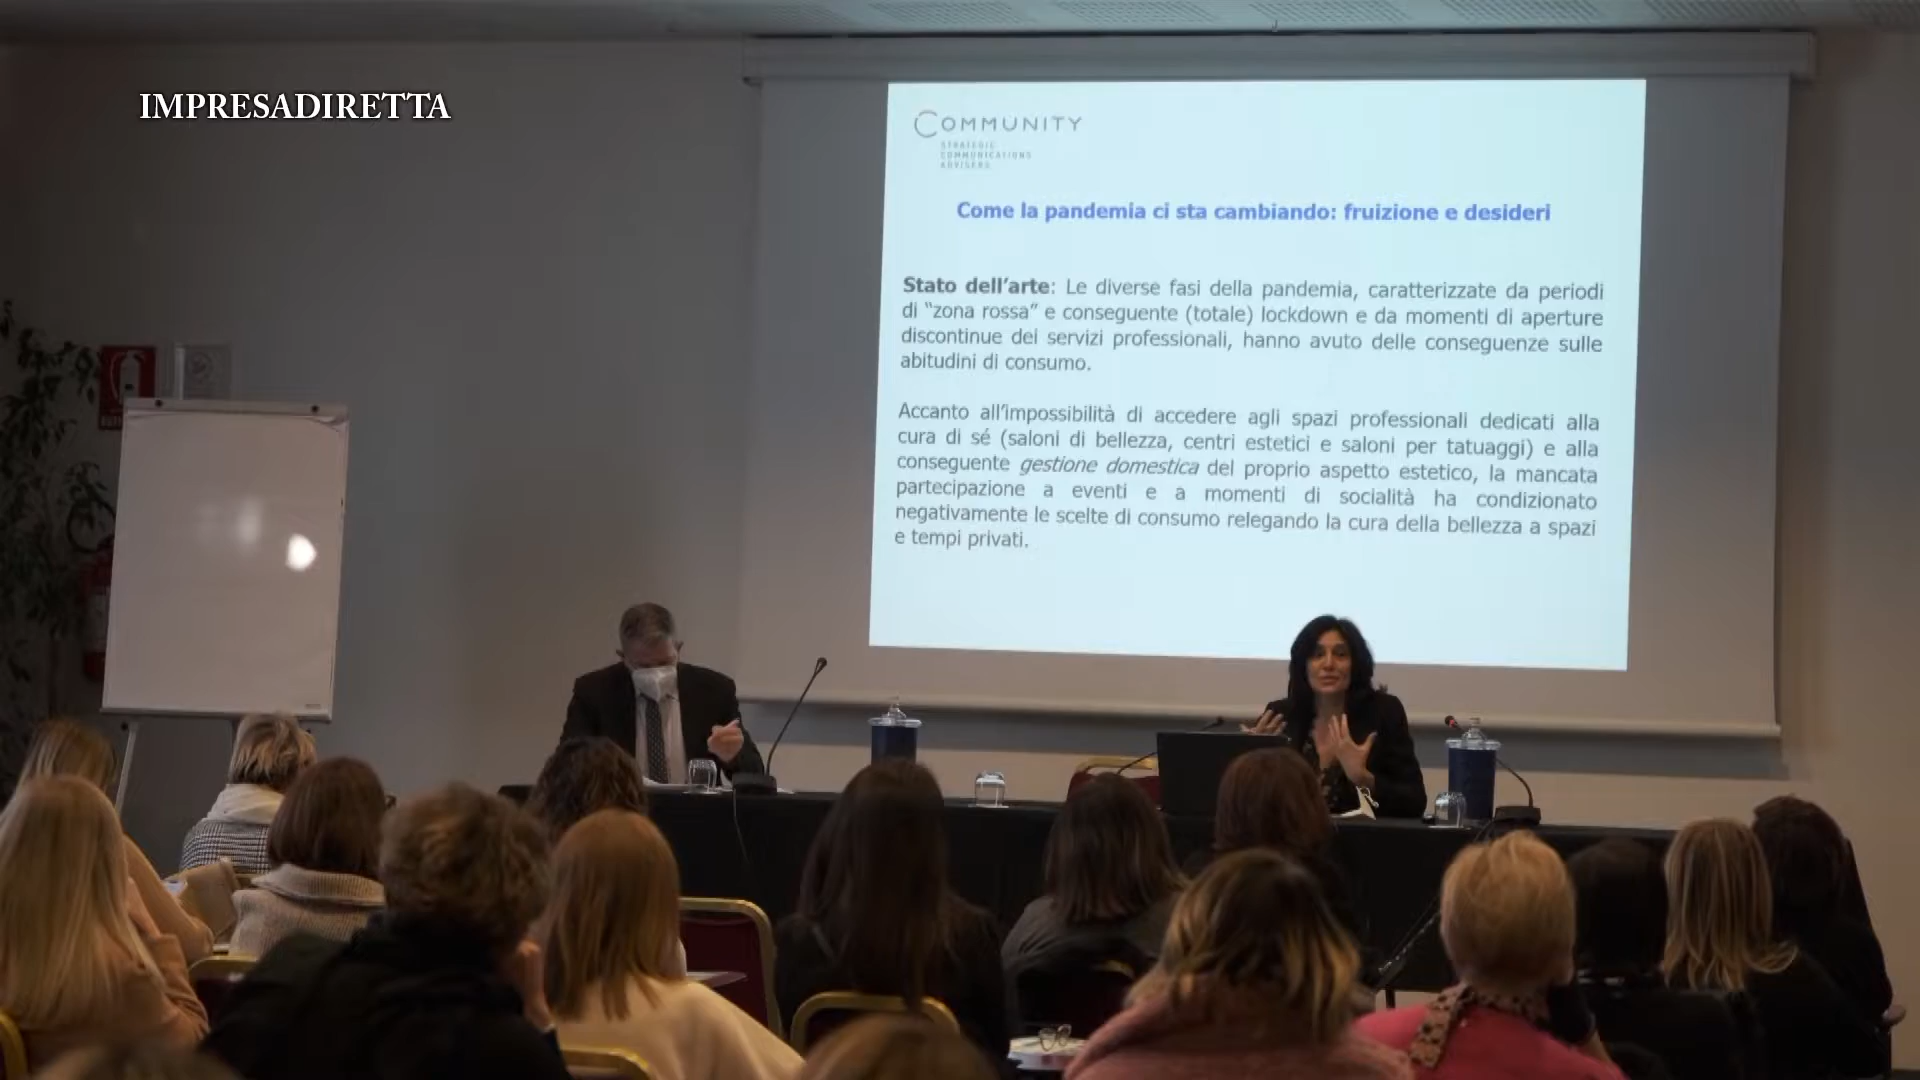 IMPRESADIRETTA
COMMUNITY
STRATEGIC
COMMUNICATIONS
ADVISERS
Come la pandemia ci sta cambiando: fruizione e desideri
Stato dell'arte: Le diverse fasi della pandemia, caratterizzate da periodi
di "zona rossa" e conseguente (totale) lockdown e da momenti di aperture
discontinue dei servizi professionali, hanno avuto delle conseguenze sulle
abitudini di consumo.
Accanto all'impossibilità di accedere agli spazi professionali dedicati alla
cura di sé (saloni di bellezza, centri estetici e saloni per tatuaggi) e alla
conseguente gestione domestica del proprio aspetto estetico, la mancata
partecipazione a eventi e a momenti di socialità ha condizionato
negativamente le scelte di consumo relegando la cura della bellezza a spazi
e tempi privati.